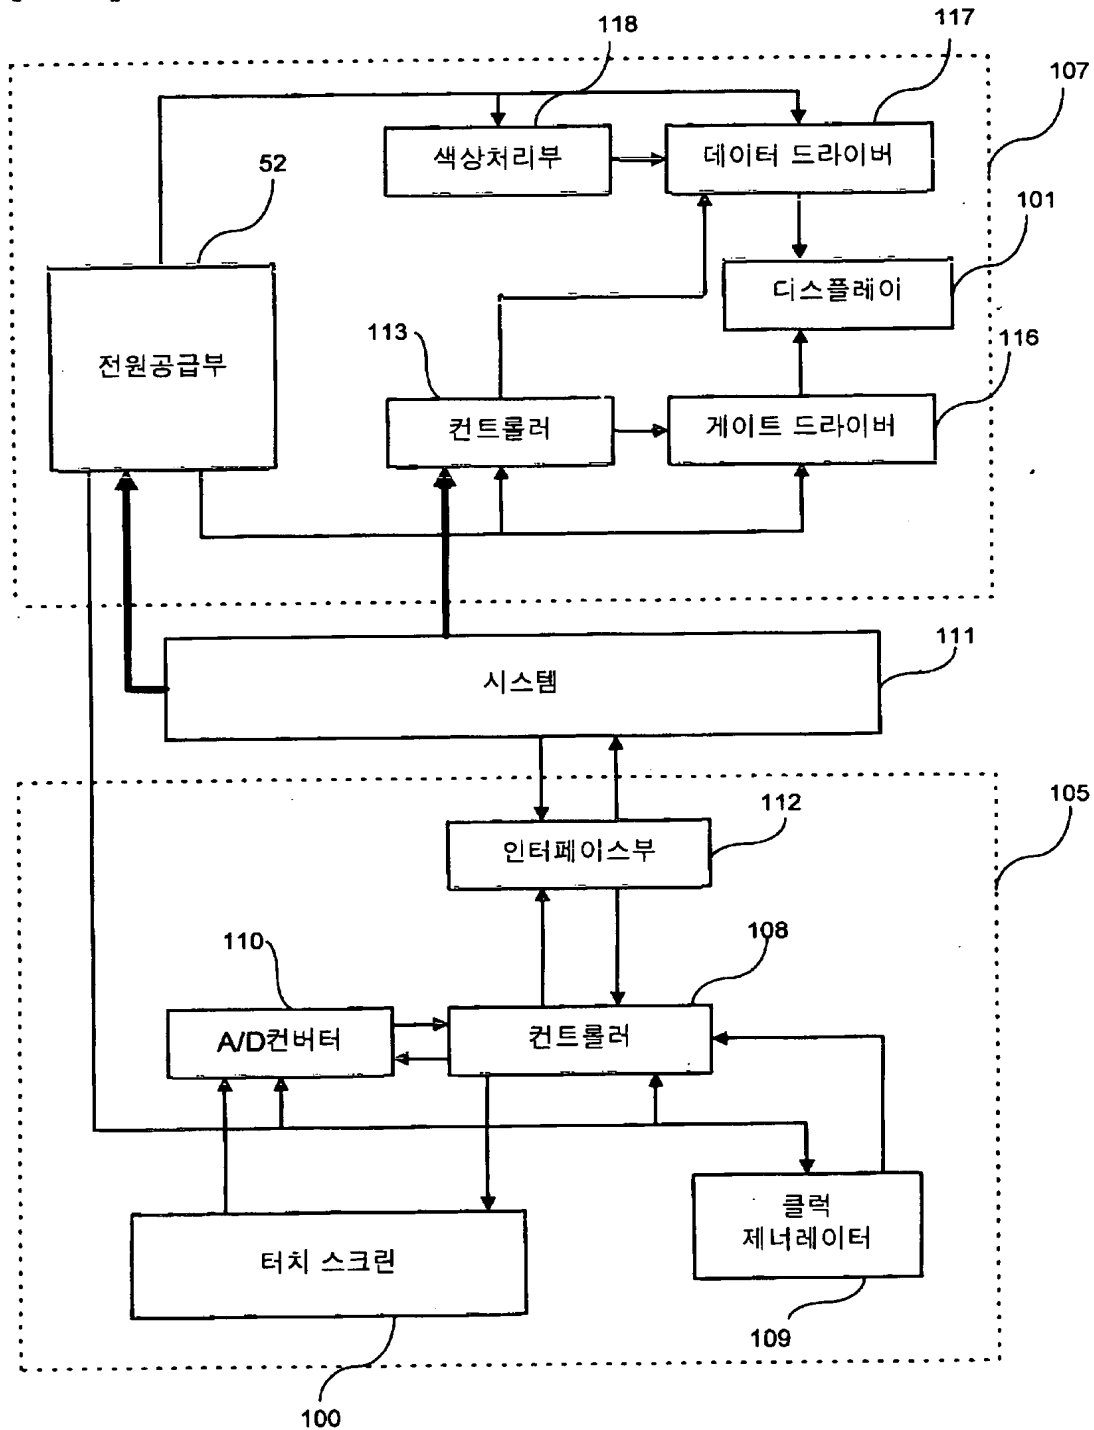 118
117
107
색상처리부
데이터 드라이버
52
101
디스플레이
전원공급부
113
116
컨트롤러
게이트 드라이버
111
시스템
105
112
인터페이스부
110
108
A/D컨버터
컨트롤러
클럭
제너레이터
터치 스크린
109
100